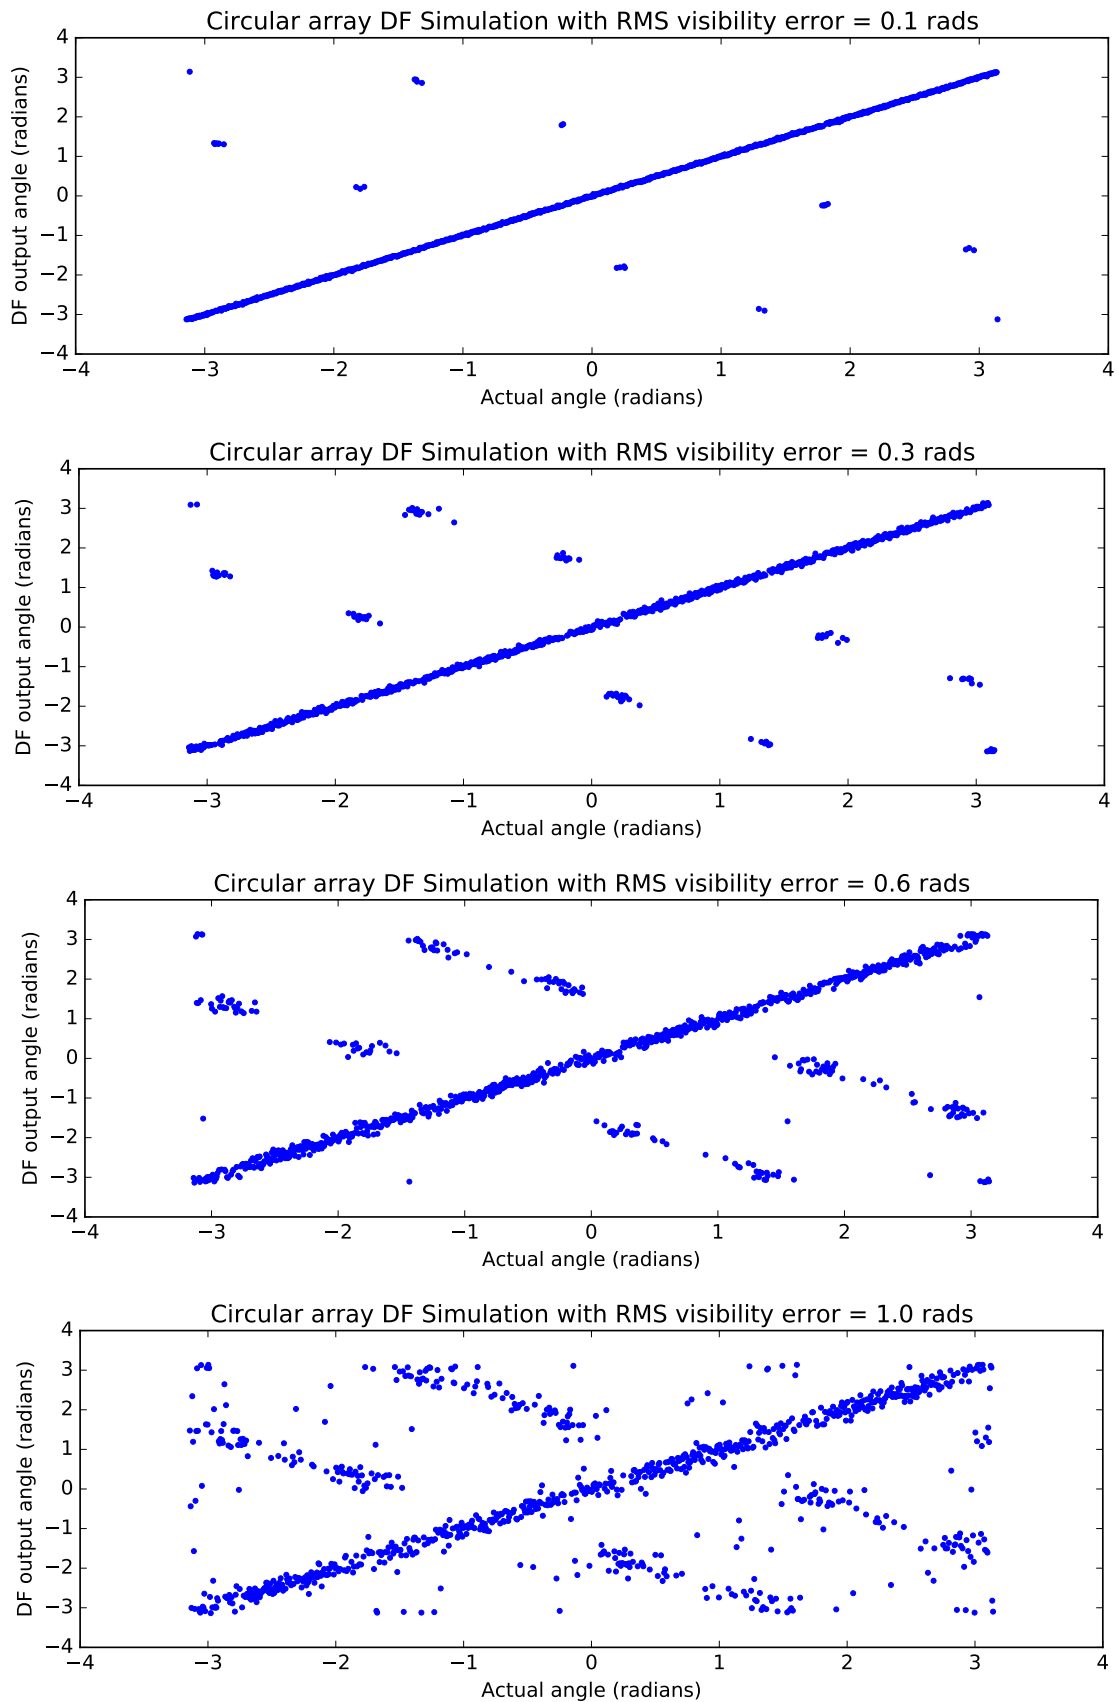 Circular array DF Simulation with RMS visibility error = 0.1 rads
4
3
2
1
0
−1
−2
−3
−4
DF output angle (radians)
−4 −3 −2 −1 0 1 2 3 4
Actual angle (radians)
Circular array DF Simulation with RMS visibility error = 0.3 rads
4
3
2
1
0
−1
−2
−3
−4
DF output angle (radians)
−4 −3 −2 −1 0 1 2 3 4
Actual angle (radians)
Circular array DF Simulation with RMS visibility error = 0.6 rads
4
3
2
1
0
−1
−2
−3
−4
DF output angle (radians)
−4 −3 −2 −1 0 1 2 3 4
Actual angle (radians)
Circular array DF Simulation with RMS visibility error = 1.0 rads
4
3
2
1
0
−1
−2
−3
−4
DF output angle (radians)
−4 −3 −2 −1 0 1 2 3 4
Actual angle (radians)